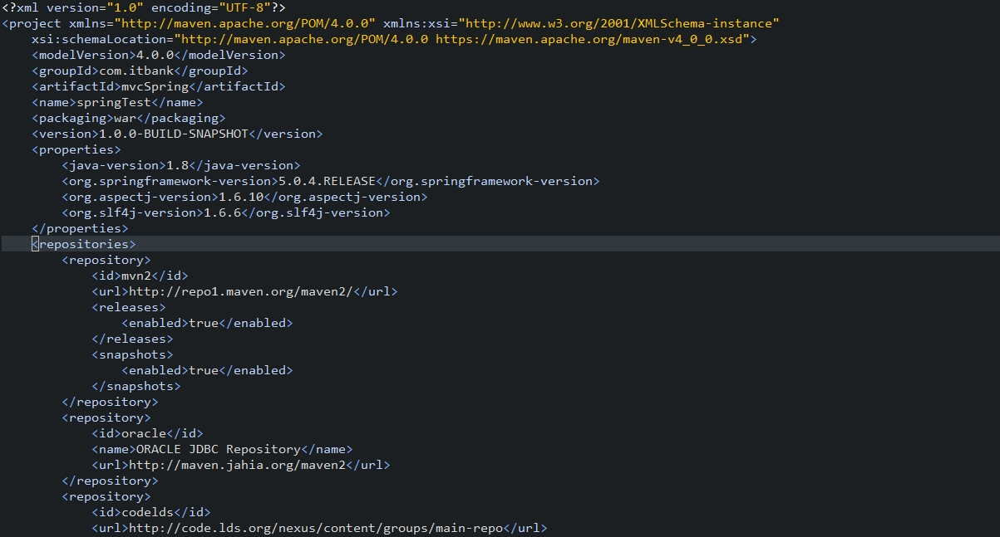 <?xml version="1.0" encoding="UTF-8"?>
<project xmlns="http://maven.apache.org/POM/4.0.0" xmlns:xsi="http://www.w3.org/2001/XMLSchema-instance"
    xsi:schemaLocation="http://maven.apache.org/POM/4.0.0 https://maven.apache.org/maven-v4_0_0.xsd">
    <modelVersion>4.0.0</modelVersion>
    <groupId>com.itbank</groupId>
    <artifactId>mvcSpring</artifactId>
    <name>springTest</name>
    <packaging>war</packaging>
    <version>1.0.0-BUILD-SNAPSHOT</version>
    <properties>
        <java-version>1.8</java-version>
        <org.springframework-version>5.0.4.RELEASE</org.springframework-version>
        <org.aspectj-version>1.6.10</org.aspectj-version>
        <org.slf4j-version>1.6.6</org.slf4j-version>
    </properties>
    <repositories>
        <repository>
            <id>mvn2</id>
            <url>http://repo1.maven.org/maven2/</url>
            <releases>
                <enabled>true</enabled>
            </releases>
            <snapshots>
                <enabled>true</enabled>
            </snapshots>
        </repository>
        <repository>
            <id>oracle</id>
            <name>ORACLE JDBC Repository</name>
            <url>http://maven.jahia.org/maven2</url>
        </repository>
        <repository>
            <id>codelds</id>
            <url>http://code.lds.org/nexus/content/groups/main-repo</url>